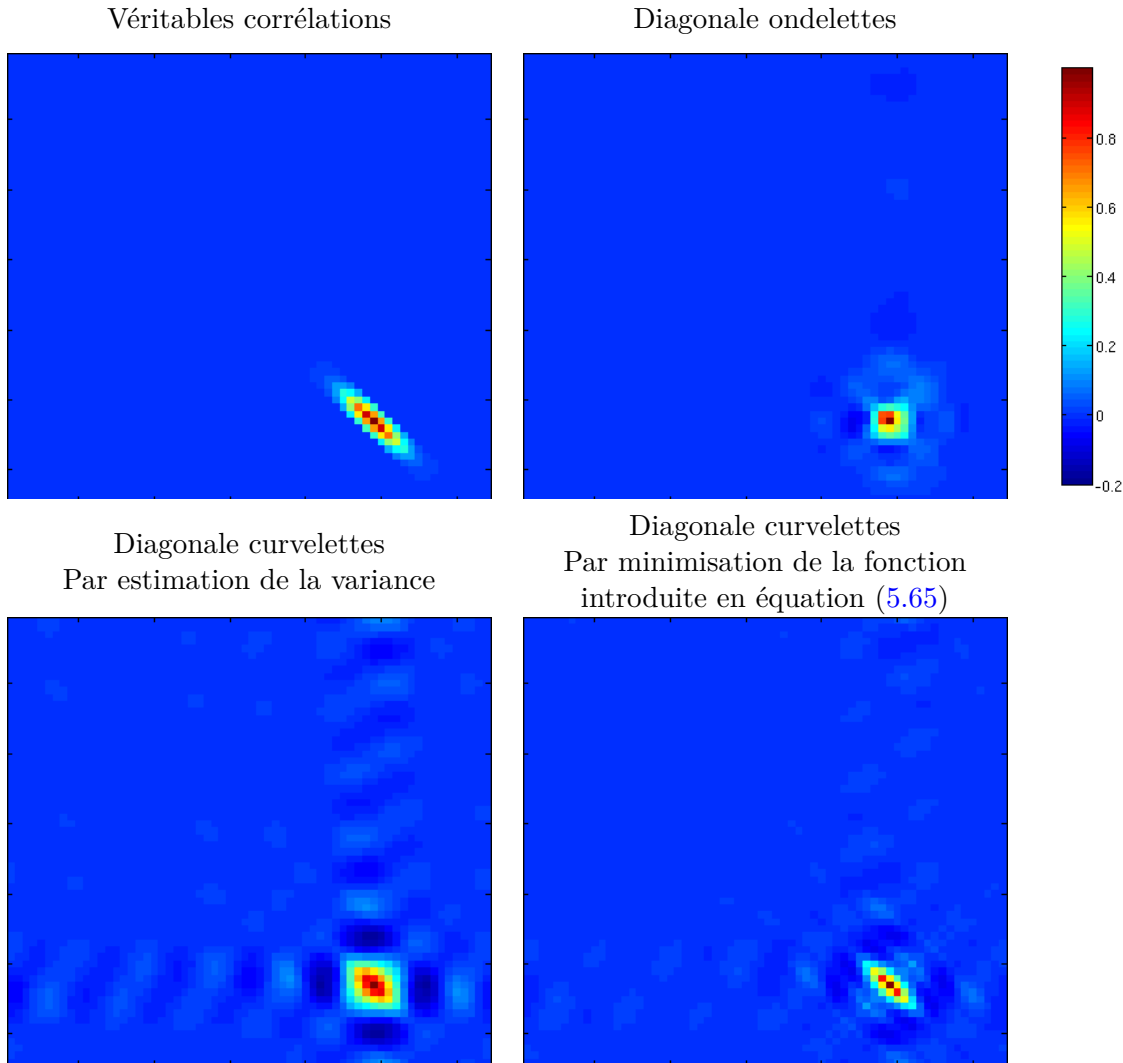 Véritables corrélations
Diagonale ondelettes
0.8
0.6
0.4
0.2
0
-0.2
Diagonale curvelettes
Par estimation de la variance
Diagonale curvelettes
Par minimisation de la fonction
introduite en équation (5.65)